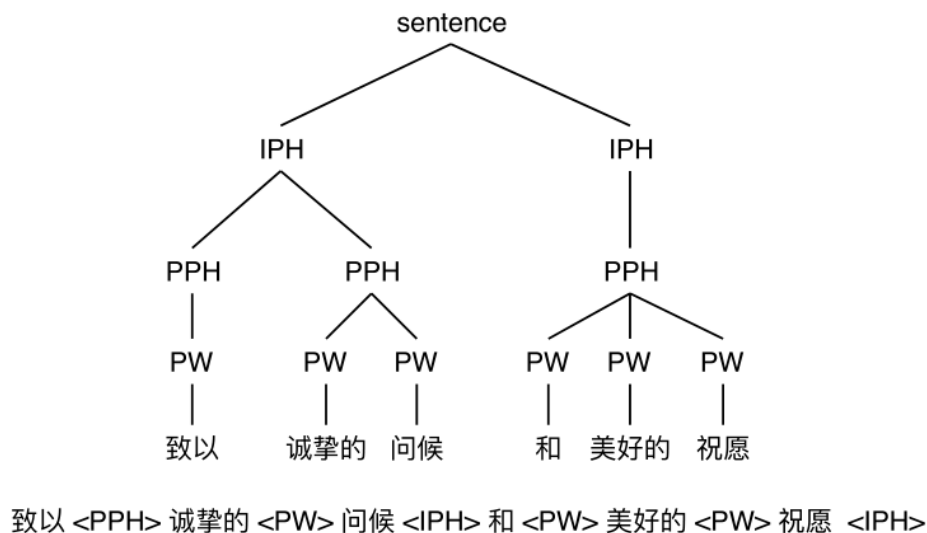 sentence
IPH IPH
PPH PPH PPH
PW PW PW PW PW PW
致以 诚挚的 问候 和 美好的 祝愿
致以 <PPH> 诚挚的 <PW> 问候 <IPH> 和 <PW> 美好的 <PW> 祝愿 <IPH>